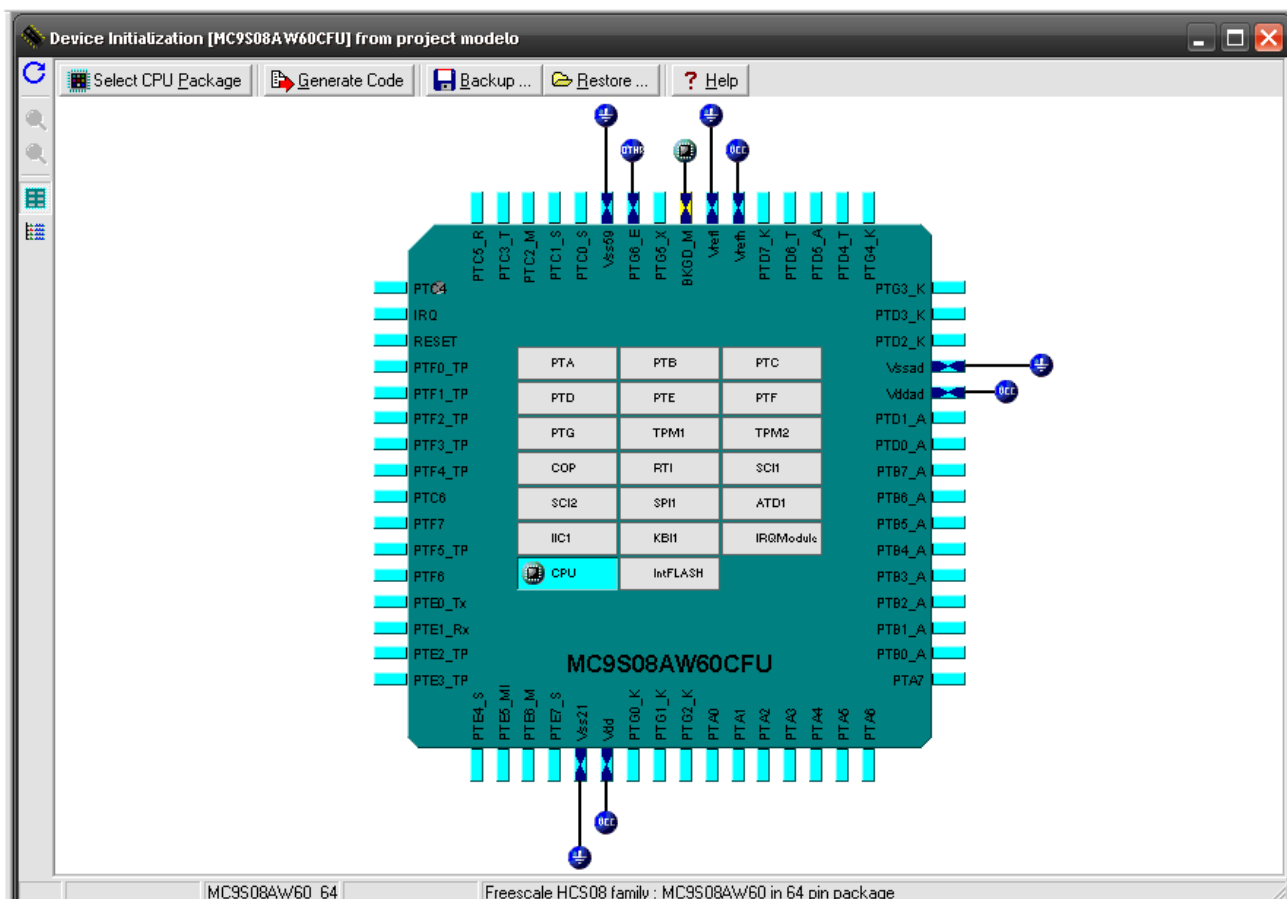 Device Initialization [MC9S08AW60CFU] from project modelo
Select CPU Package Generate Code Backup ... Restore ... ? Help
OTHR VCC
PTC5_R PTC3_T PTC2_M PTC1_S PTC0_S Vss59 PTG6_E PTG5_X BKGD_M Vrefl Vrefh PTD7_K PTD6_T PTD5_A PTD4_T PTG4_K
PTC4 PTG3_K
IRQ PTD3_K
RESET PTD2_K
PTF0_TP Vssad
PTF1_TP Vddad VCC
PTF2_TP PTD1_A
PTF3_TP PTD0_A
PTF4_TP PTB7_A
PTC6 PTB6_A
PTF7 PTB5_A
PTF5_TP PTB4_A
PTF6 PTB3_A
PTE0_Tx PTB2_A
PTE1_Rx PTB1_A
PTE2_TP PTB0_A
PTE3_TP PTA7
PTA PTB PTC
PTD PTE PTF
PTG TPM1 TPM2
COP RTI SCI1
SCI2 SPI1 ATD1
IIC1 KBI1 IRQModule
CPU IntFLASH
MC9S08AW60CFU
PTE4_S PTE5_MI PTE6_M PTE7_S Vss21 Vdd PTG0_K PTG1_K PTG2_K PTA0 PTA1 PTA2 PTA3 PTA4 PTA5 PTA6
VCC
MC9S08AW60_64 Freescale HCS08 family : MC9S08AW60 in 64 pin package